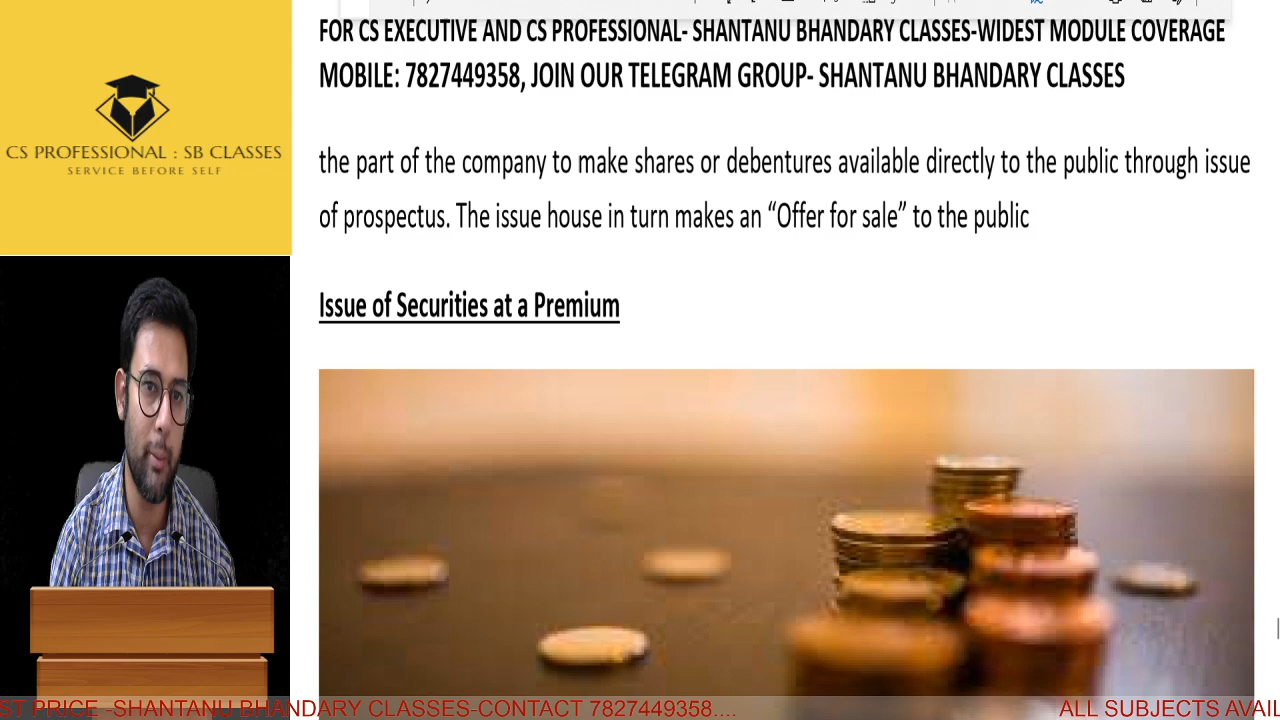 FOR CS EXECUTIVE AND CS PROFESSIONAL- SHANTANU BHANDARY CLASSES-WIDEST MODULE COVERAGE
MOBILE: 7827449358, JOIN OUR TELEGRAM GROUP- SHANTANU BHANDARY CLASSES
CS PROFESSIONAL : SB CLASSES
SERVICE BEFORE SELF
the part of the company to make shares or debentures available directly to the public through issue
of prospectus. The issue house in turn makes an “Offer for sale” to the public
Issue of Securities at a Premium
ST PRICE -SHANTANU BHANDARY CLASSES-CONTACT 7827449358.... ALL SUBJECTS AVAIL